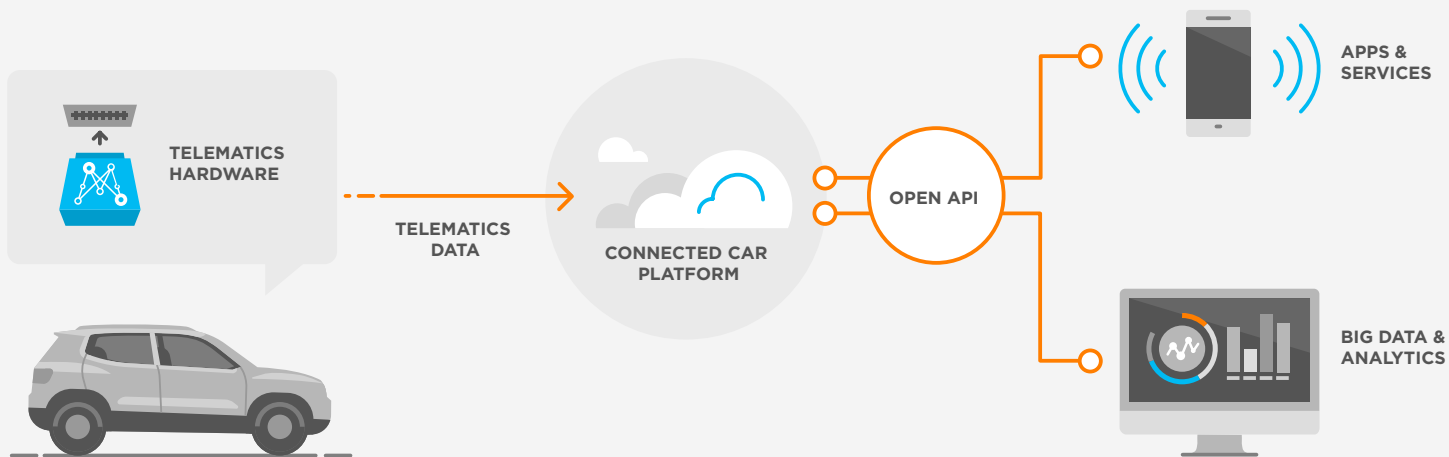 TELEMATICS
HARDWARE
TELEMATICS
DATA
CONNECTED CAR
PLATFORM
OPEN API
APPS &
SERVICES
BIG DATA &
ANALYTICS